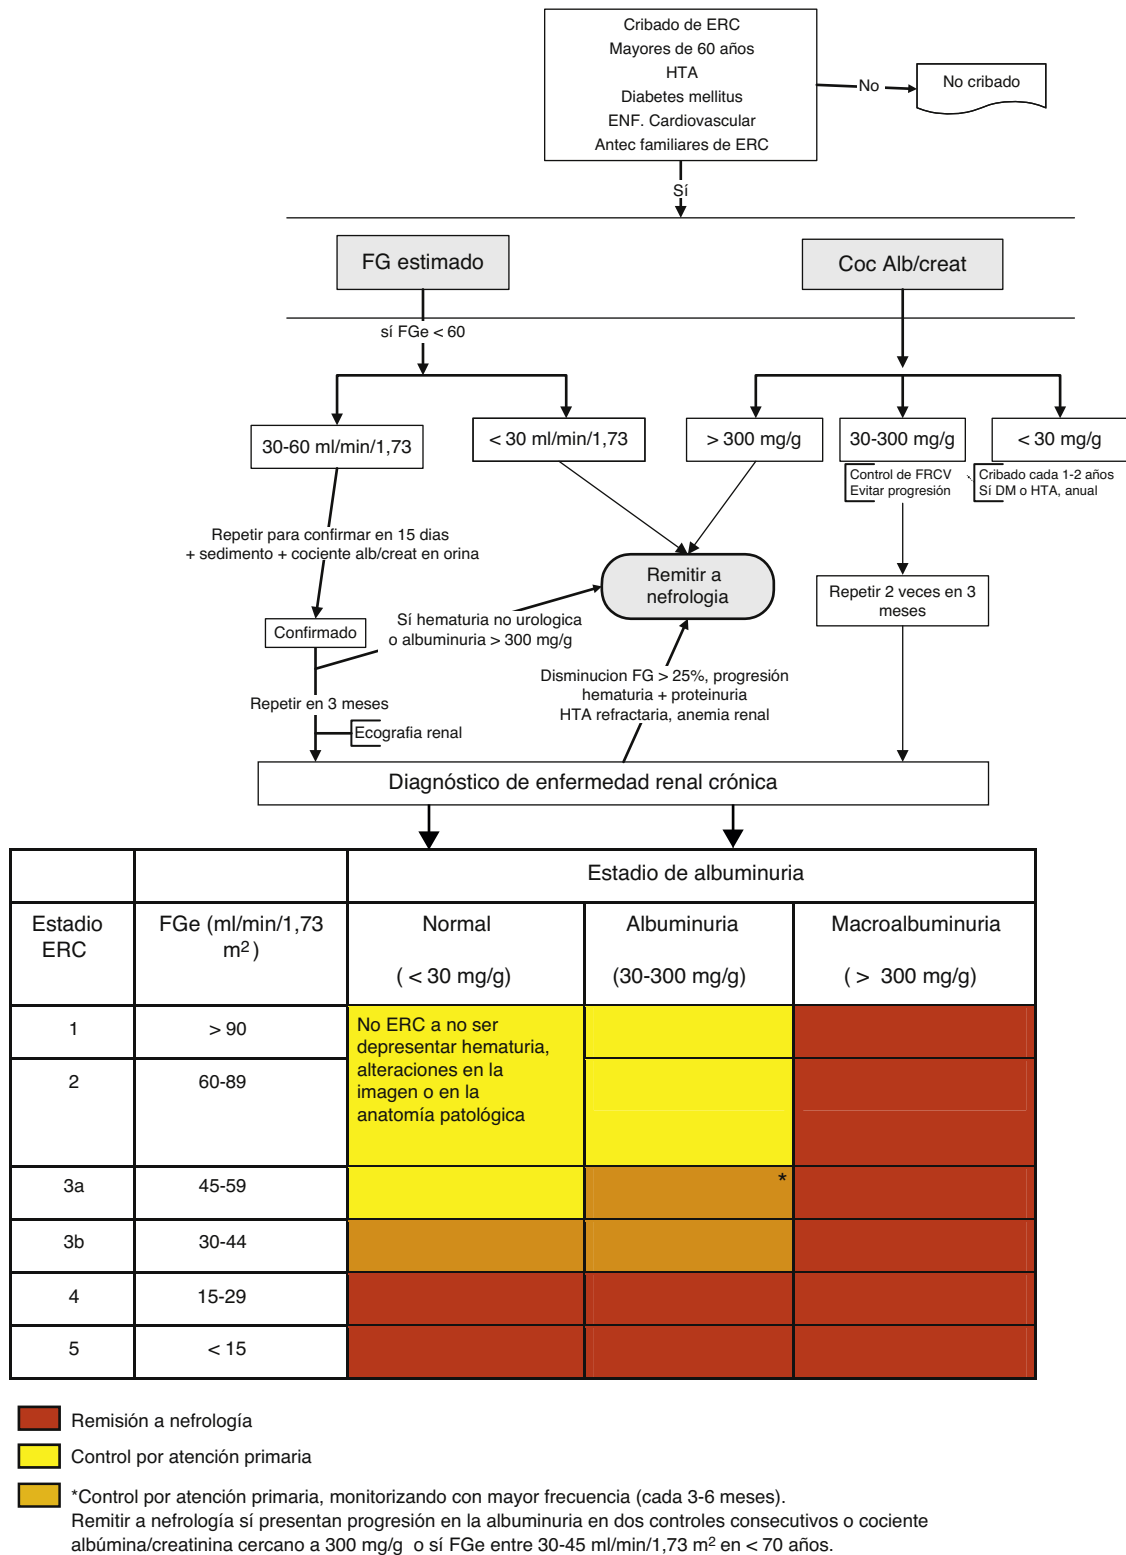 Cribado de ERC
Mayores de 60 años
HTA
Diabetes mellitus
ENF. Cardiovascular
Antec familiares de ERC
No
No cribado
Sí
FG estimado
Coc Alb/creat
sí FGe < 60
30-60 ml/min/1,73
< 30 ml/min/1,73
> 300 mg/g
30-300 mg/g
< 30 mg/g
Control de FRCV
Evitar progresión
Cribado cada 1-2 años
Sí DM o HTA, anual
Repetir para confirmar en 15 dias
+ sedimento + cociente alb/creat en orina
Remitir a
nefrologia
Repetir 2 veces en 3
meses
Confirmado
Sí hematuria no urologica
o albuminuria > 300 mg/g
Disminucion FG > 25%, progresión
hematuria + proteinuria
HTA refractaria, anemia renal
Repetir en 3 meses
Ecografia renal
Diagnóstico de enfermedad renal crónica
Estadio de albuminuria
Estadio
ERC
FGe (ml/min/1,73
m²)
Normal
( < 30 mg/g)
Albuminuria
(30-300 mg/g)
Macroalbuminuria
( > 300 mg/g)
1
> 90
No ERC a no ser
depresentar hematuria,
alteraciones en la
imagen o en la
anatomía patológica
2
60-89
3a
45-59
*
3b
30-44
4
15-29
5
< 15
Remisión a nefrología
Control por atención primaria
*Control por atención primaria, monitorizando con mayor frecuencia (cada 3-6 meses).
Remitir a nefrología sí presentan progresión en la albuminuria en dos controles consecutivos o cociente
albúmina/creatinina cercano a 300 mg/g o sí FGe entre 30-45 ml/min/1,73 m² en < 70 años.